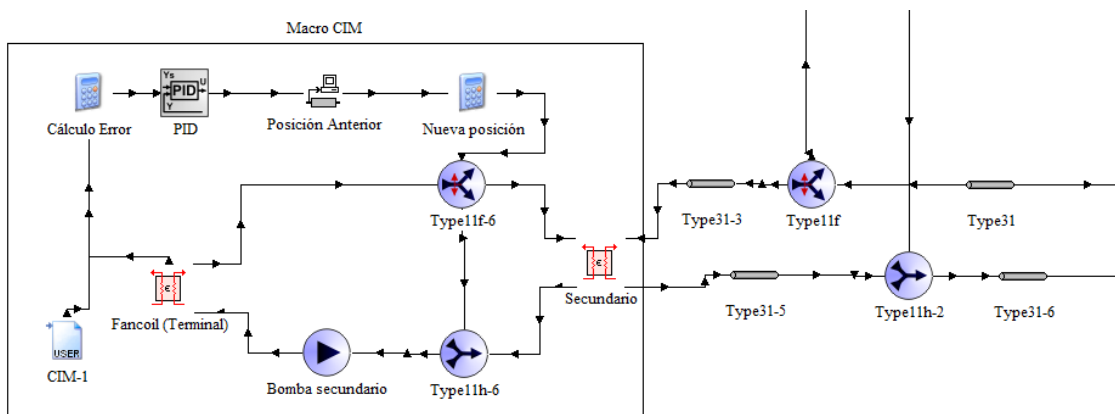 Macro CIM
Ys
U
PID
Y
Cálculo Error
PID
Posición Anterior
Nueva posición
Type11f-6
Type31-3
Type11f
Type31
ε
Secundario
ε
Fancoil (Terminal)
Type31-5
Type11h-2
Type31-6
USER
CIM-1
Bomba secundario
Type11h-6